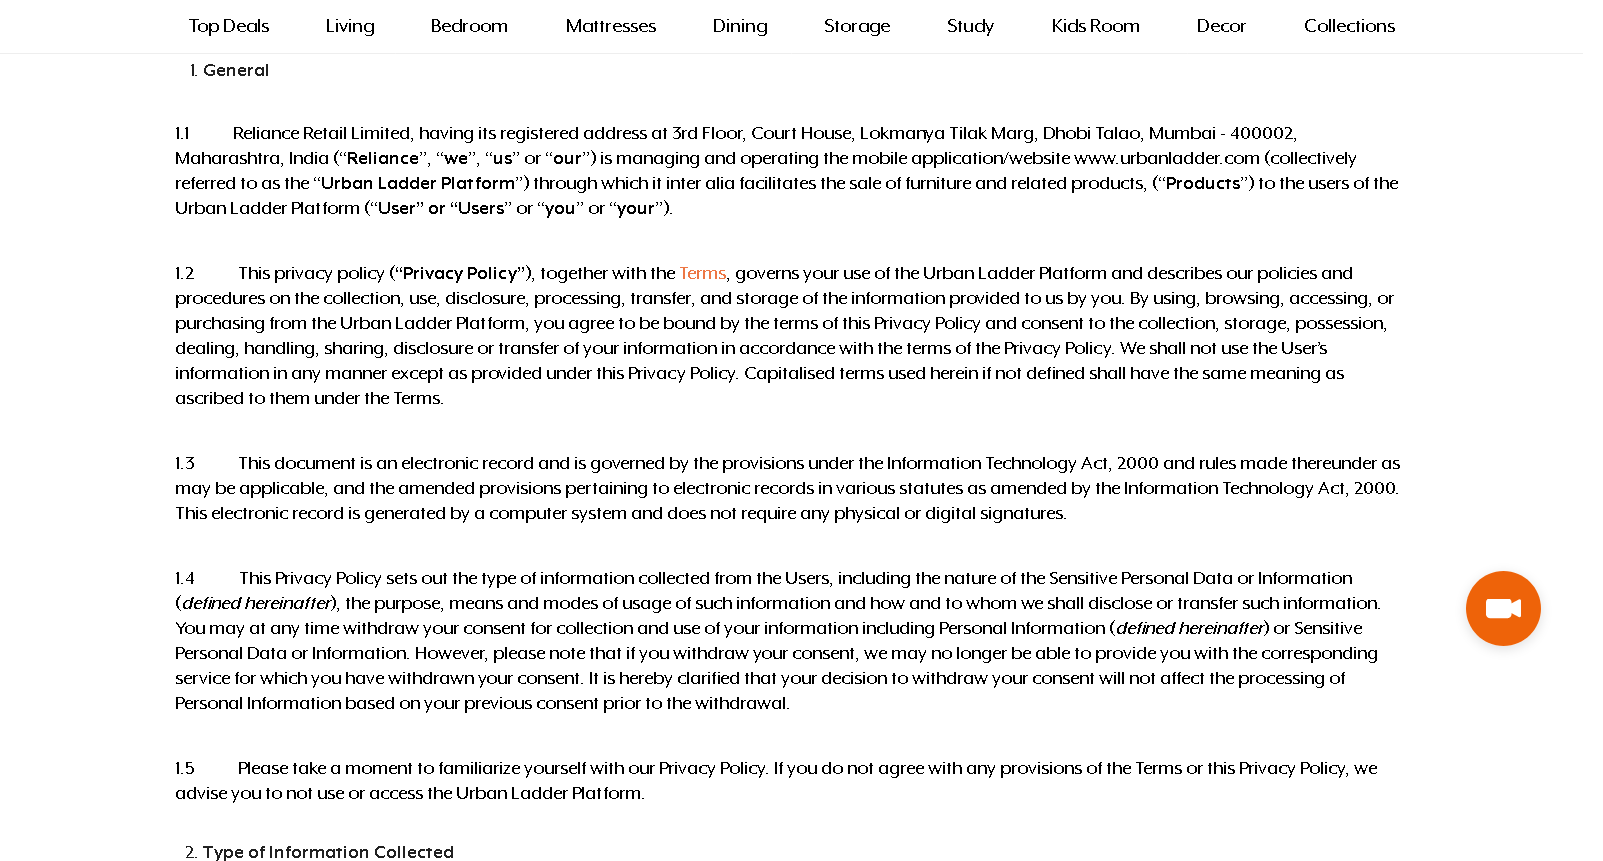 Top Deals Living Bedroom Mattresses Dining Storage Study Kids Room Decor Collections
1. General
1.1 Reliance Retail Limited, having its registered address at 3rd Floor, Court House, Lokmanya Tilak Marg, Dhobi Talao, Mumbai - 400002,
Maharashtra, India (“Reliance”, “we”, “us” or “our”) is managing and operating the mobile application/website www.urbanladder.com (collectively
referred to as the “Urban Ladder Platform”) through which it inter alia facilitates the sale of furniture and related products, (“Products”) to the users of the
Urban Ladder Platform (“User” or “Users” or “you” or “your”).
1.2 This privacy policy (“Privacy Policy”), together with the Terms, governs your use of the Urban Ladder Platform and describes our policies and
procedures on the collection, use, disclosure, processing, transfer, and storage of the information provided to us by you. By using, browsing, accessing, or
purchasing from the Urban Ladder Platform, you agree to be bound by the terms of this Privacy Policy and consent to the collection, storage, possession,
dealing, handling, sharing, disclosure or transfer of your information in accordance with the terms of the Privacy Policy. We shall not use the User’s
information in any manner except as provided under this Privacy Policy. Capitalised terms used herein if not defined shall have the same meaning as
ascribed to them under the Terms.
1.3 This document is an electronic record and is governed by the provisions under the Information Technology Act, 2000 and rules made thereunder as
may be applicable, and the amended provisions pertaining to electronic records in various statutes as amended by the Information Technology Act, 2000.
This electronic record is generated by a computer system and does not require any physical or digital signatures.
1.4 This Privacy Policy sets out the type of information collected from the Users, including the nature of the Sensitive Personal Data or Information
(defined hereinafter), the purpose, means and modes of usage of such information and how and to whom we shall disclose or transfer such information.
You may at any time withdraw your consent for collection and use of your information including Personal Information (defined hereinafter) or Sensitive
Personal Data or Information. However, please note that if you withdraw your consent, we may no longer be able to provide you with the corresponding
service for which you have withdrawn your consent. It is hereby clarified that your decision to withdraw your consent will not affect the processing of
Personal Information based on your previous consent prior to the withdrawal.
1.5 Please take a moment to familiarize yourself with our Privacy Policy. If you do not agree with any provisions of the Terms or this Privacy Policy, we
advise you to not use or access the Urban Ladder Platform.
2. Type of Information Collected